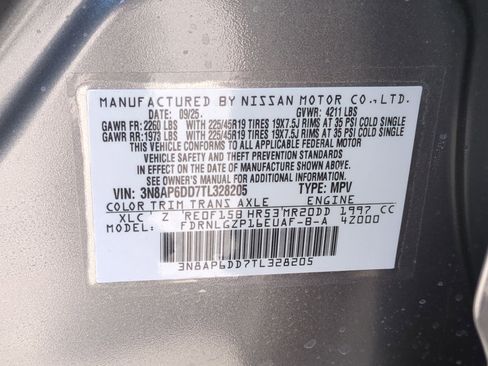 MANUFACTURED BY NISSAN MOTOR CO.,LTD.
DATE: 09/25. GVWR: 4211 LBS
GAWR FR: 2260 LBS WITH 225/45R19 TIRES 19X7.5J RIMS AT 35 PSI COLD SINGLE
GAWR RR: 1973 LBS WITH 225/45R19 TIRES 19X7.5J RIMS AT 35 PSI COLD SINGLE
THIS VEHICLE CONFORMS TO ALL APPLICABLE FEDERAL MOTOR
VEHICLE SAFETY AND THEFT PREVENTION STANDARDS
IN EFFECT ON THE DATE OF MANUFACTURE SHOWN ABOVE.
SEE OWNER'S MANUAL FOR ADDITIONAL INFORMATION
VIN: 3N8AP6DD7TL328205 TYPE: MPV
COLOR TRIM TRANS AXLE ENGINE
XLC Z RE0F15B HR53 MR20DD 1997 CC
MODEL: FDRNLGZP16EUAF-B-A 4Z000
3N8AP6DD7TL328205